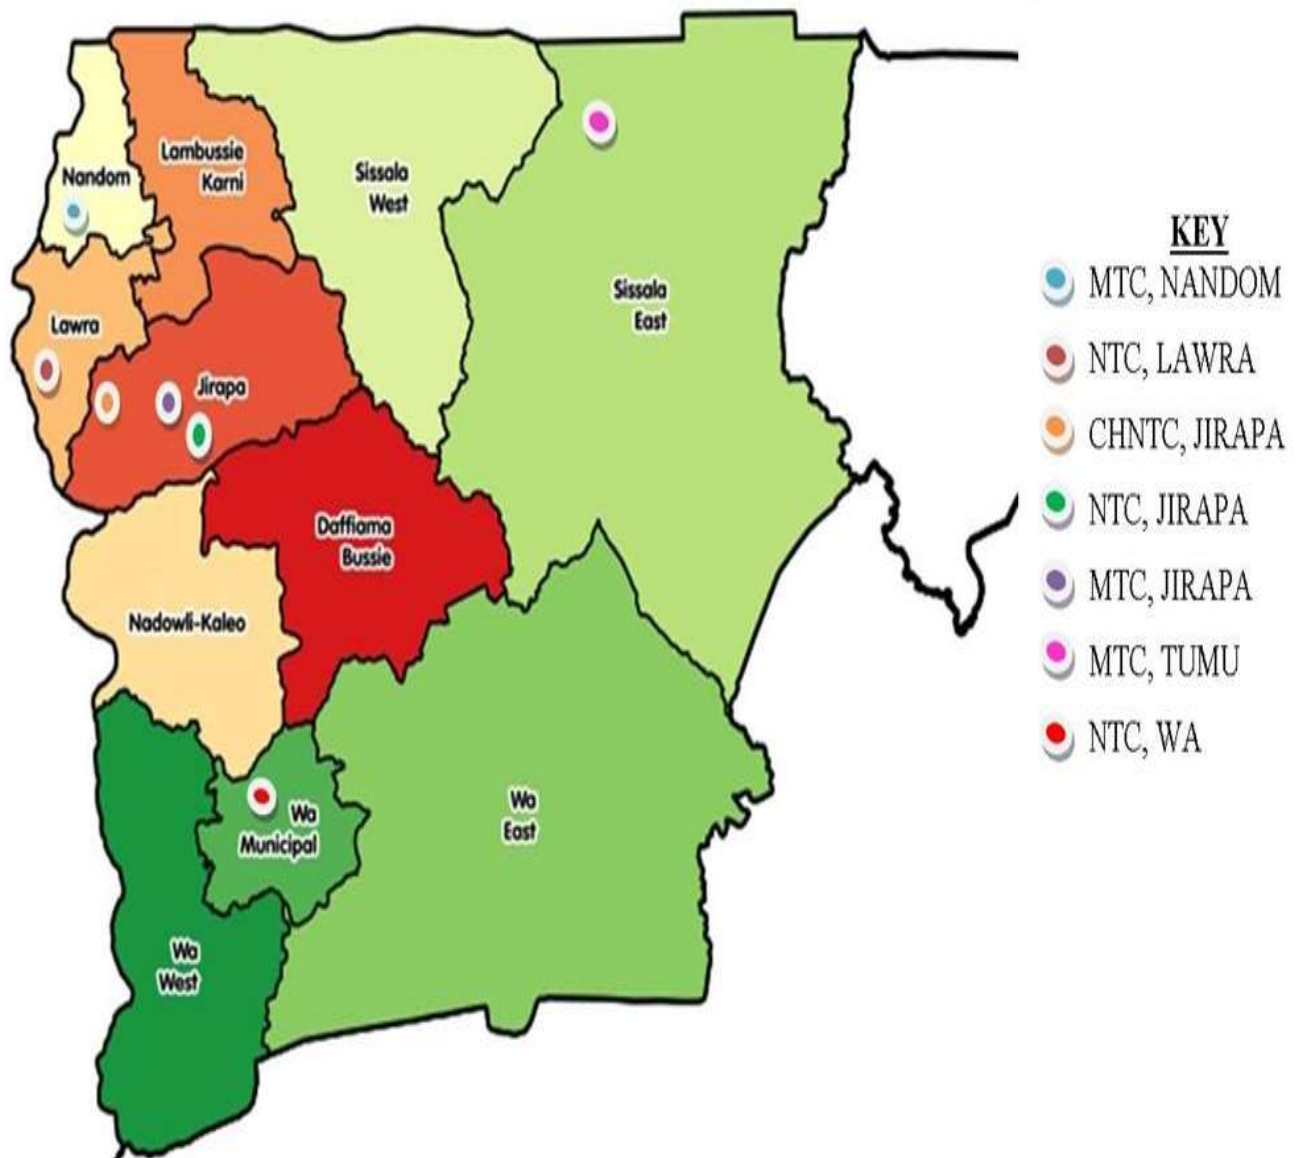 Nandom
Lambussie
Karni
Sissala
West
Sissala
East
Lawra
Jirapa
Daffiama
Bussie
Nadowli-Kaleo
Wa
Municipal
Wa
East
Wa
West
KEY
MTC, NANDOM
NTC, LAWRA
CHNTC, JIRAPA
NTC, JIRAPA
MTC, JIRAPA
MTC, TUMU
NTC, WA